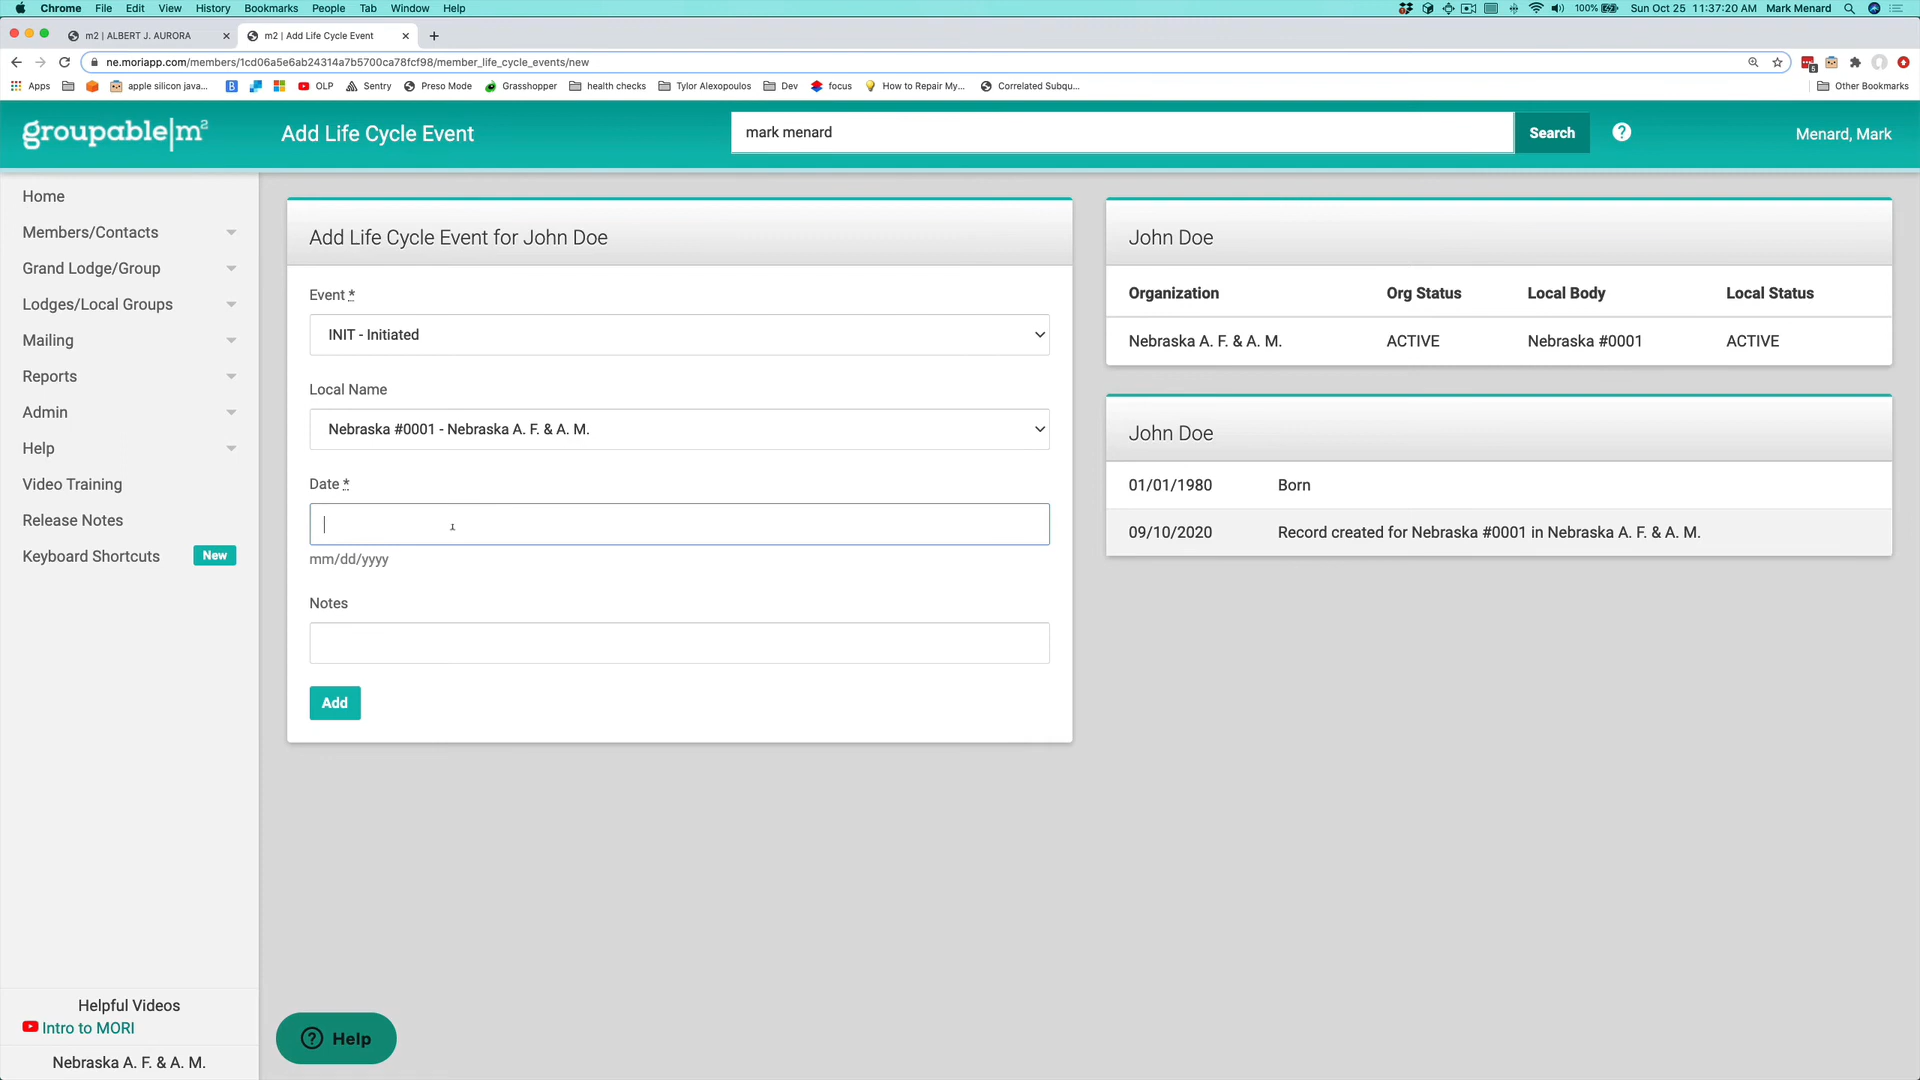 Chrome File Edit View History Bookmarks People Tab Window Help 100% Sun Oct 25 11:37:20 AM Mark Menard
m2 | ALBERT J. AURORA m2 | Add Life Cycle Event
ne.moriapp.com/members/1cd06a5e6ab24314a7b5700ca78fcf98/member_life_cycle_events/new
Apps apple silicon java... OLP Sentry Preso Mode Grasshopper health checks Tylor Alexopoulos Dev focus How to Repair My... Correlated Subqu... Other Bookmarks
groupable|m² Add Life Cycle Event mark menard Search Menard, Mark
Home
Members/Contacts
Grand Lodge/Group
Lodges/Local Groups
Mailing
Reports
Admin
Help
Video Training
Release Notes
Keyboard Shortcuts New
Helpful Videos
Intro to MORI
Nebraska A. F. & A. M.
Add Life Cycle Event for John Doe
Event *
INIT - Initiated
Local Name
Nebraska #0001 - Nebraska A. F. & A. M.
Date *
mm/dd/yyyy
Notes
Add
Help
John Doe
Organization Org Status Local Body Local Status
Nebraska A. F. & A. M. ACTIVE Nebraska #0001 ACTIVE
John Doe
01/01/1980 Born
09/10/2020 Record created for Nebraska #0001 in Nebraska A. F. & A. M.